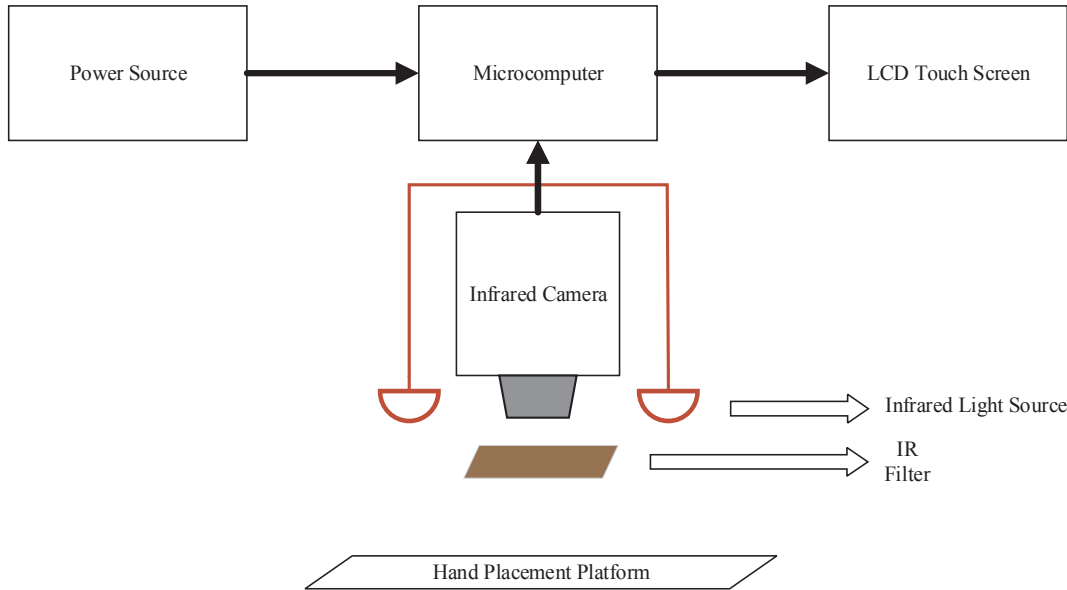 Power Source
Microcomputer
LCD Touch Screen
Infrared Camera
Infrared Light Source
IR
Filter
Hand Placement Platform